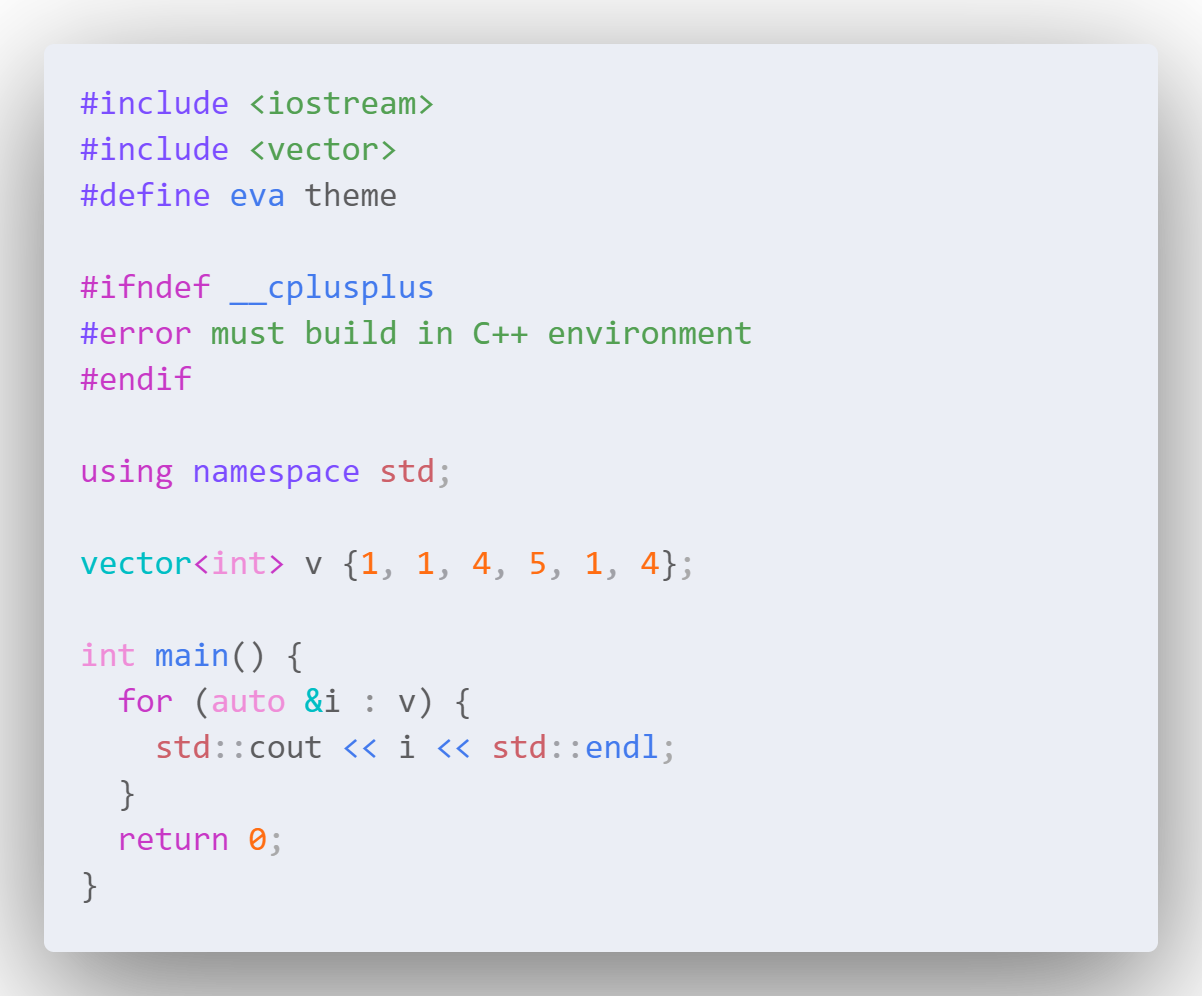 #include <iostream>
#include <vector>
#define eva theme
#ifndef __cplusplus
#error must build in C++ environment
#endif
using namespace std;
vector<int> v {1, 1, 4, 5, 1, 4};
int main() {
  for (auto &i : v) {
    std::cout << i << std::endl;
  }
  return 0;
}